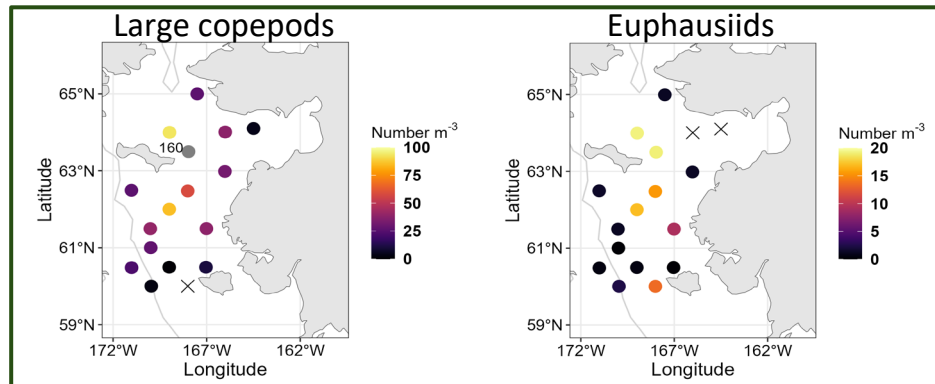 Large copepods
65°N
63°N
61°N
59°N
172°W 167°W 162°W
Latitude
Longitude
160
Number m-3
100
75
50
25
0
Euphausiids
65°N
63°N
61°N
59°N
172°W 167°W 162°W
Latitude
Longitude
Number m-3
20
15
10
5
0